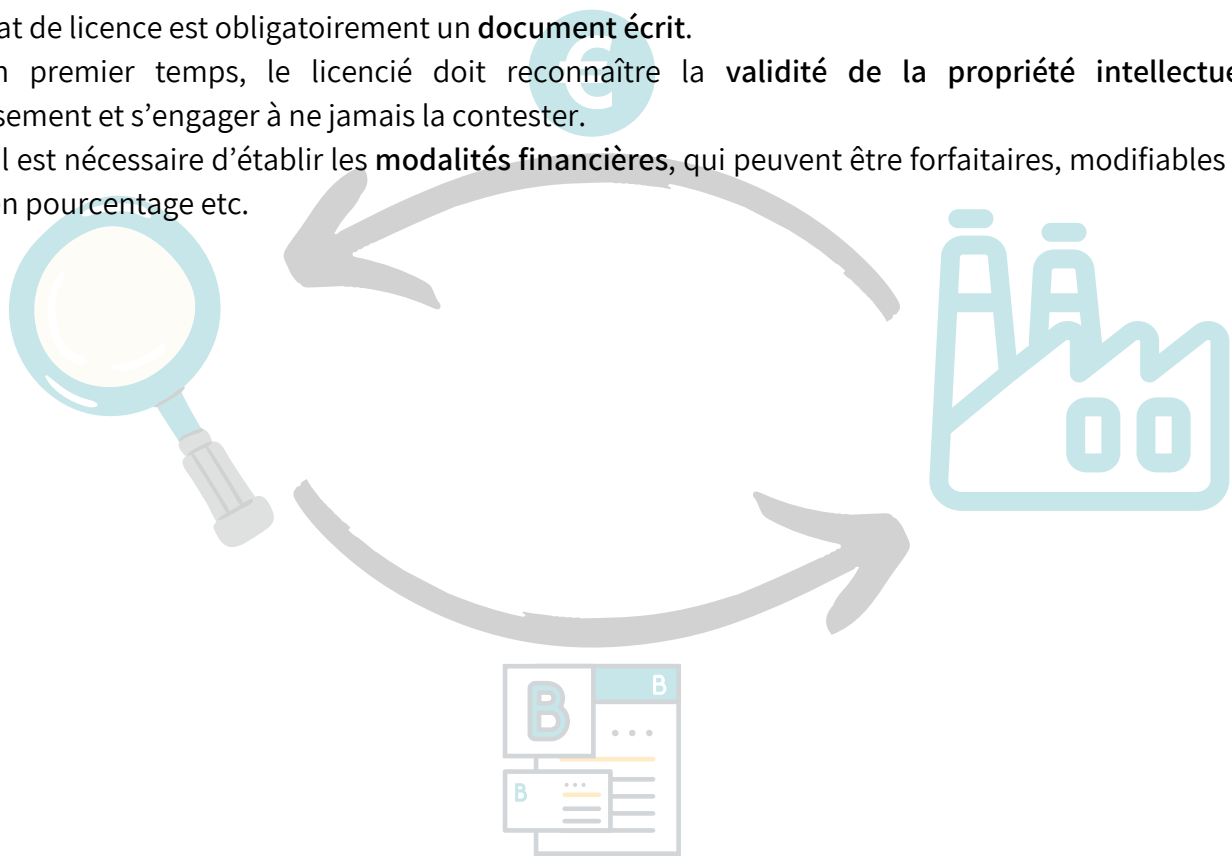 at de licence est obligatoirement un document écrit.
n premier temps, le licencié doit reconnaître la validité de la propriété intellectue
sement et s’engager à ne jamais la contester.
l est nécessaire d’établir les modalités financières, qui peuvent être forfaitaires, modifiables
en pourcentage etc.
€
B
B
B